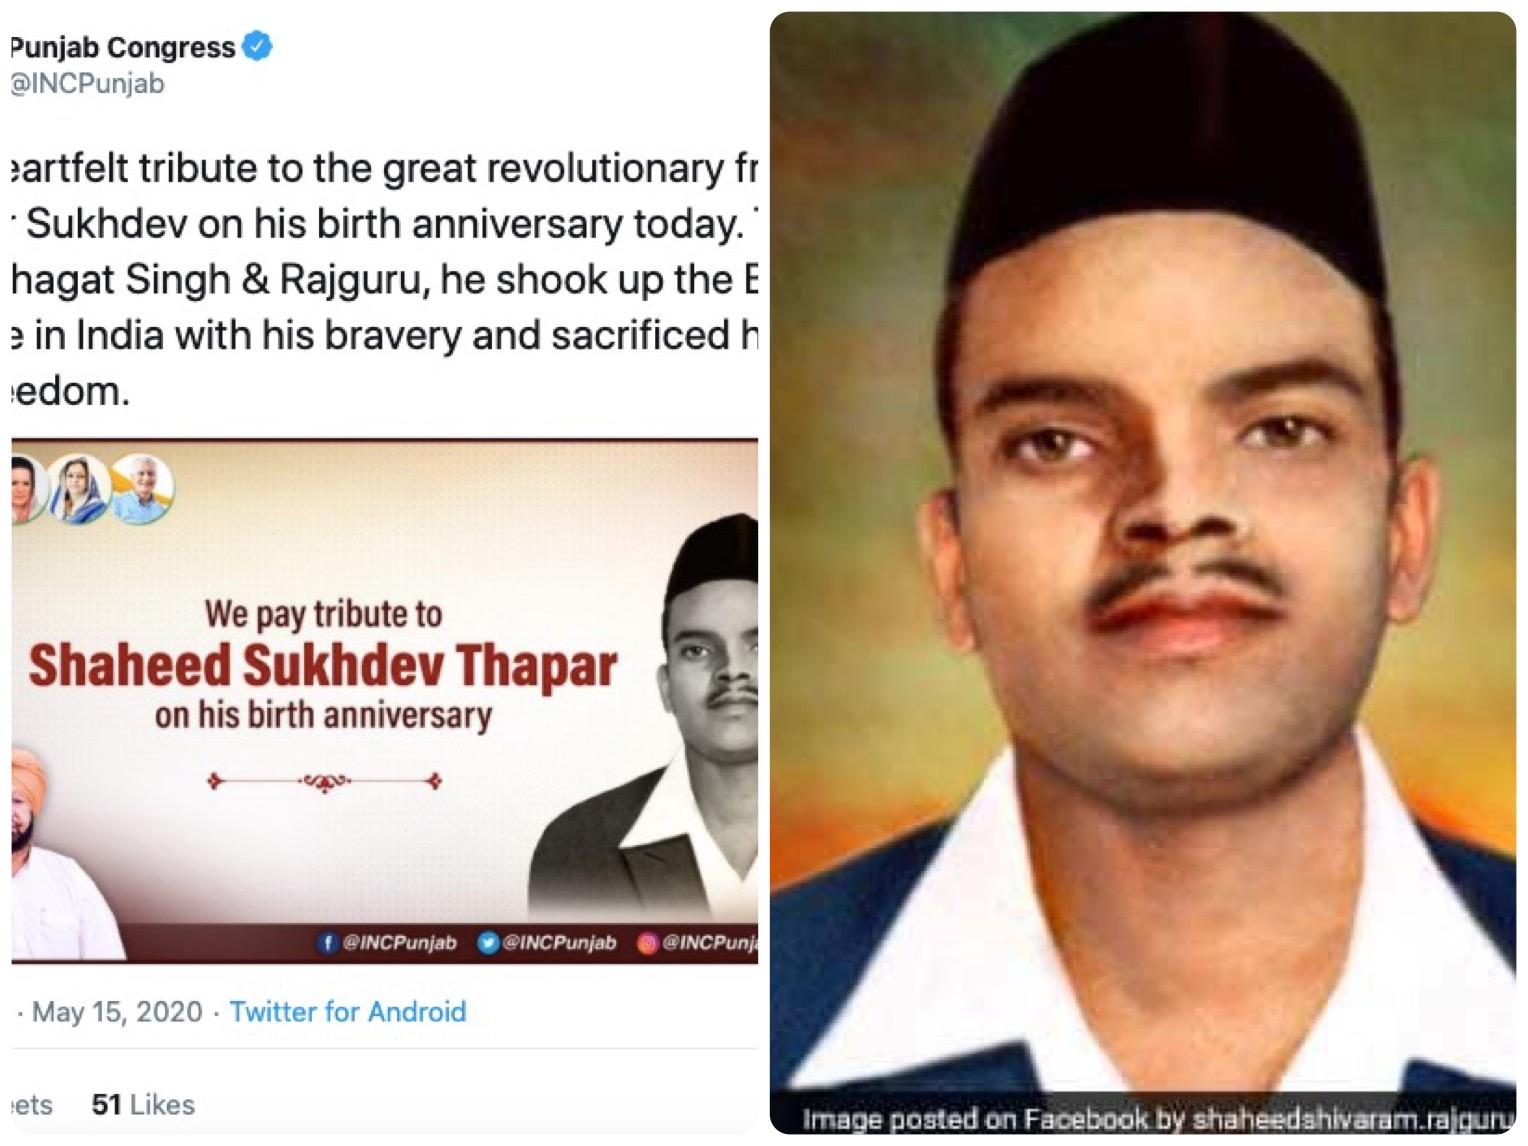 Punjab Congress
@INCPunjab
eartfelt tribute to the great revolutionary fr
r Sukhdev on his birth anniversary today.
hagat Singh & Rajguru, he shook up the B
e in India with his bravery and sacrificed h
eedom.
We pay tribute to
Shaheed Sukhdev Thapar
on his birth anniversary
@INCPunjab @INCPunjab @INCPunja
· May 15, 2020 · Twitter for Android
eets 51 Likes
Image posted on Facebook by shaheedshivaram.rajguru